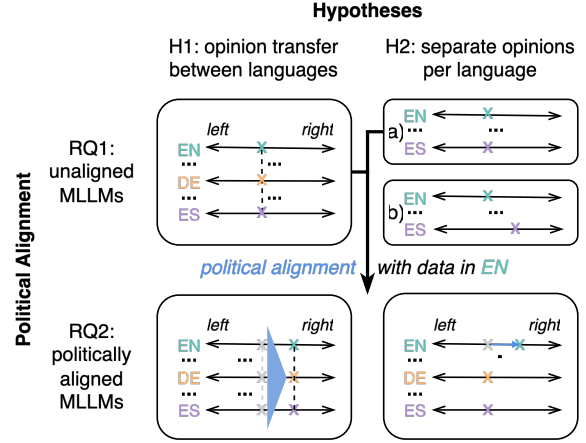 Hypotheses
H1: opinion transfer
between languages
H2: separate opinions
per language
Political Alignment
RQ1:
unaligned
MLLMs
left right
EN X
... ...
DE X
... ...
ES X
a)
EN X
... ...
ES X
b)
EN X
... ...
ES X
political alignment with data in EN
RQ2:
politically
aligned
MLLMs
left right
EN X X
... ...
DE X X
... ...
ES X X
left right
EN X X
...
DE X
...
ES X